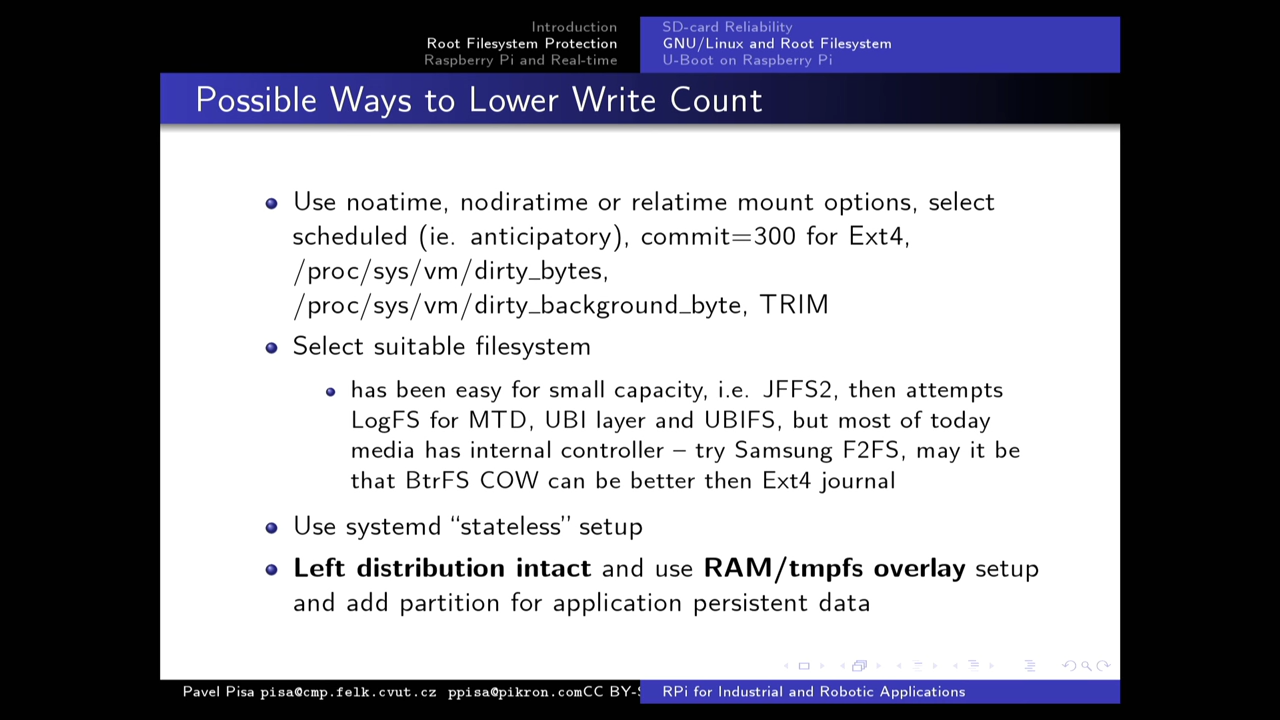 Introduction
Root Filesystem Protection
Raspberry Pi and Real-time
SD-card Reliability
GNU/Linux and Root Filesystem
U-Boot on Raspberry Pi
Possible Ways to Lower Write Count
Use noatime, nodiratime or relatime mount options, select
scheduled (ie. anticipatory), commit=300 for Ext4,
/proc/sys/vm/dirty_bytes,
/proc/sys/vm/dirty_background_byte, TRIM
Select suitable filesystem
has been easy for small capacity, i.e. JFFS2, then attempts
LogFS for MTD, UBI layer and UBIFS, but most of today
media has internal controller – try Samsung F2FS, may it be
that BtrFS COW can be better then Ext4 journal
Use systemd “stateless” setup
Left distribution intact and use RAM/tmpfs overlay setup
and add partition for application persistent data
Pavel Pisa pisa@cmp.felk.cvut.cz ppisa@pikron.comCC BY-
RPi for Industrial and Robotic Applications